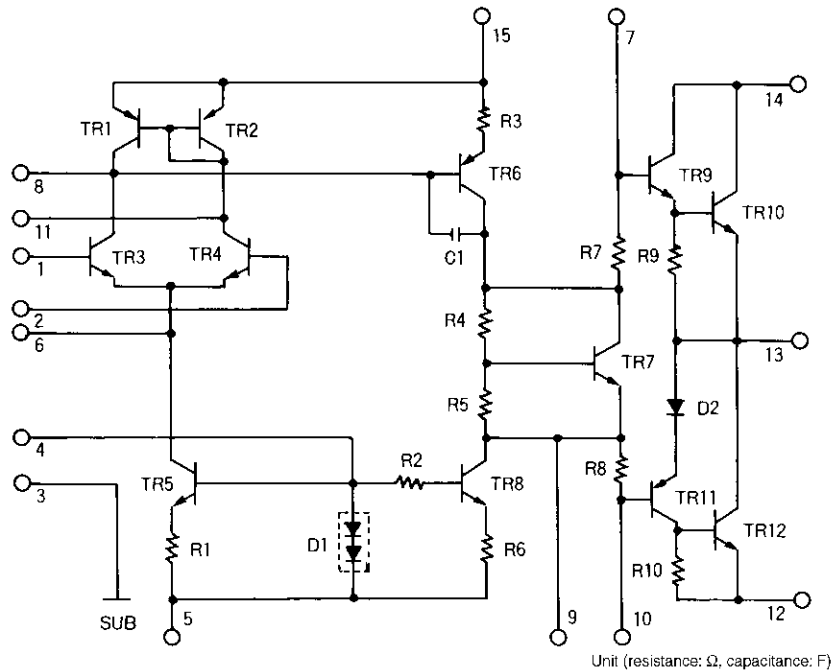 15
7
14
TR1
TR2
R3
TR9
8
TR6
TR10
11
TR3
TR4
C1
R7
R9
1
2
6
R4
13
TR7
R5
D2
4
R2
R8
3
TR5
TR8
TR11
TR12
R1
D1
R6
R10
SUB
5
9
10
12
Unit (resistance: Ω, capacitance: F)